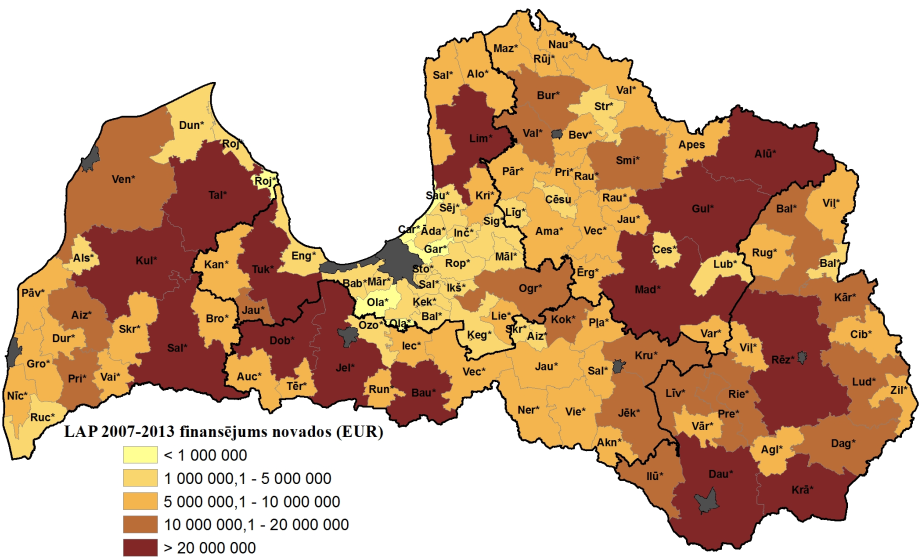 Maz*
Nau*
Rūj*
Sal*
Alo*
Val*
Bur*
Str*
Dun*
Lim*
Val*
Bev*
Roj
Apes
Alū*
Smi*
Ven*
Tal*
Roj*
Pār*
Pri*
Rau*
Sau*
Kri*
Cēsu
Rau*
Vil*
Sēj*
Gul*
Bal*
Līg*
Jau*
Sig*
Car*
Āda*
Inč*
Ama*
Vec*
Gar*
Ces*
Rug*
Als*
Kul*
Kan*
Eng*
Māl*
Rop*
Lub*
Bal*
Tuk*
Sto*
Ērg*
Bab*
Mār*
Sal*
Ikš*
Ogr*
Mad*
Pāv*
Kār*
Ola*
Ķek*
Aiz*
Jau*
Bro*
Bal*
Lie*
Kok*
Pļa*
Skr*
Ozo*
Ola*
Skr*
Var*
Cib*
Dur*
Dob*
Ķeg*
Aiz*
Iec*
Viļ*
Sal*
Kru*
Rēz*
Gro*
Jel*
Jau*
Sal*
Pri*
Vai*
Auc*
Vec*
Lud*
Tēr*
Run*
Bau*
Līv*
Rie*
Zil*
Nīc*
Ner*
Vie*
Jēk*
Pre*
Ruc*
Vār*
LAP 2007-2013 finansējums novados (EUR)
Akn*
Agl*
Dag*
< 1 000 000
1 000 000,1 - 5 000 000
Ilū*
Dau*
5 000 000,1 - 10 000 000
Krā*
10 000 000,1 - 20 000 000
> 20 000 000